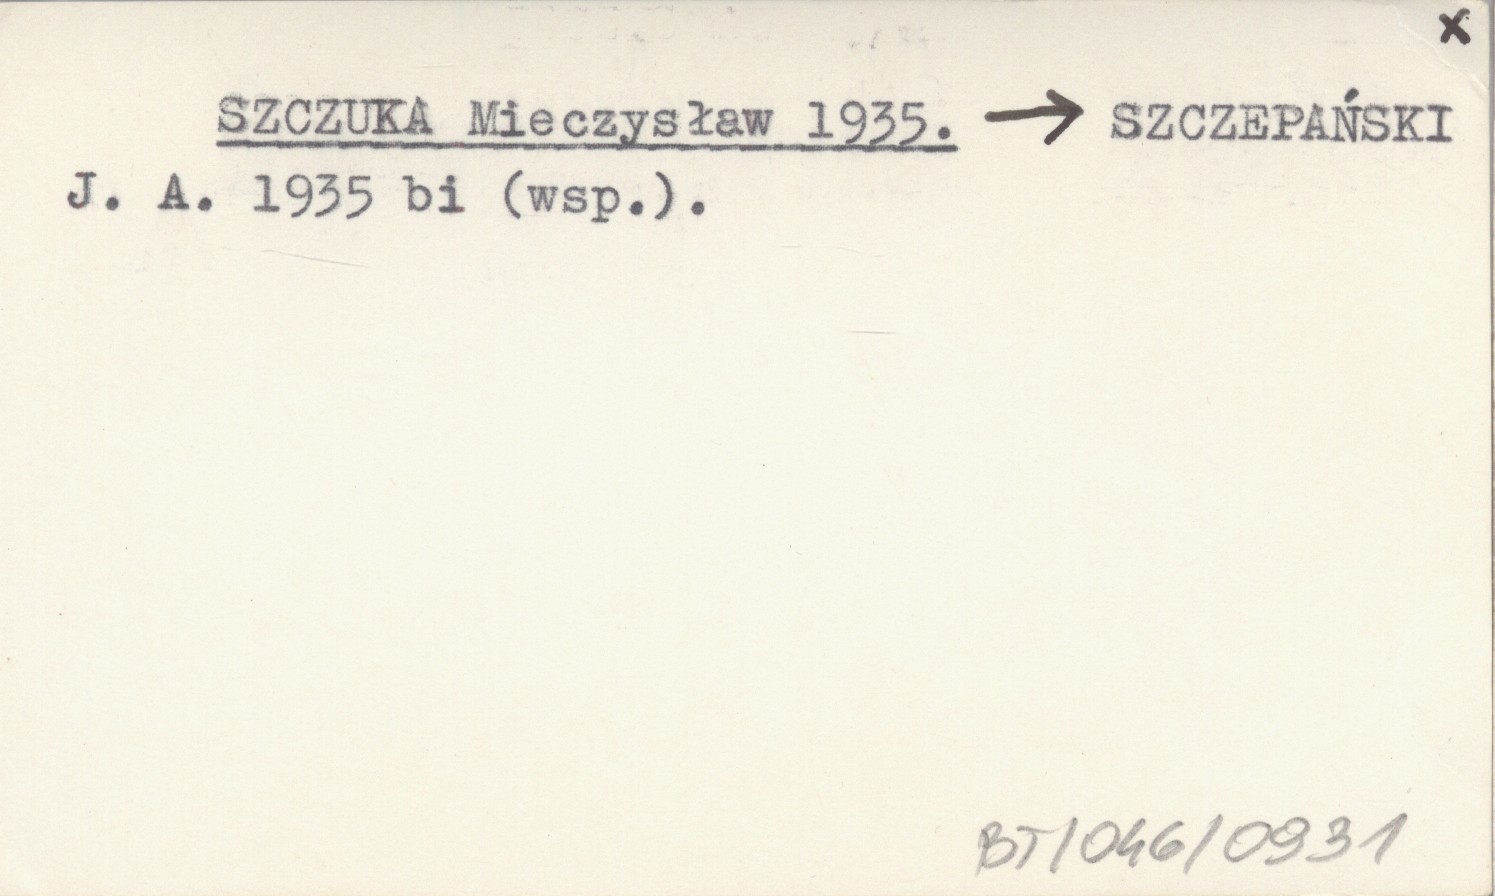 x
SZCZUKA Mieczysław 1935. → SZCZEPAŃSKI
J. A. 1935 bi (wsp.).
BT/046/0931